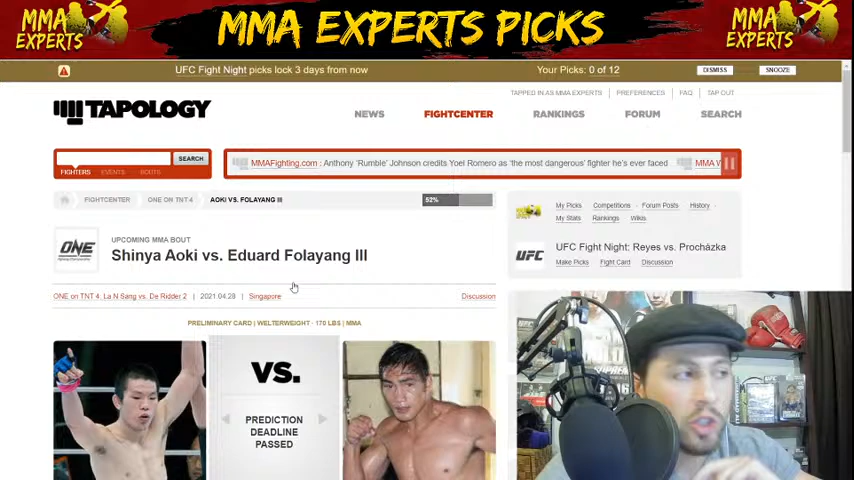 MMA EXPERTS
MMA EXPERTS PICKS
MMA EXPERTS
UFC Fight Night picks lock 3 days from now
Your Picks: 0 of 12
DISMISS
SNOOZE
TAPPED IN AS MMA EXPERTS
PREFERENCES
FAQ
TAP OUT
TAPOLOGY
NEWS
FIGHTCENTER
RANKINGS
FORUM
SEARCH
SEARCH
FIGHTERS
EVENTS
BOUTS
MMAFighting.com : Anthony 'Rumble' Johnson credits Yoel Romero as 'the most dangerous' fighter he's ever faced
MMA W
FIGHTCENTER
ONE ON TNT 4
AOKI VS. FOLAYANG III
52%
My Picks
Competitions
Forum Posts
History
My Stats
Rankings
Wikis
ONE
UPCOMING MMA BOUT
Shinya Aoki vs. Eduard Folayang III
UFC
UFC Fight Night: Reyes vs. Procházka
Make Picks
Fight Card
Discussion
ONE on TNT 4: La N Sang vs. De Ridder 2 | 2021.04.28 | Singapore
Discussion
PRELIMINARY CARD | WELTERWEIGHT · 170 LBS | MMA
VS.
PREDICTION
DEADLINE
PASSED